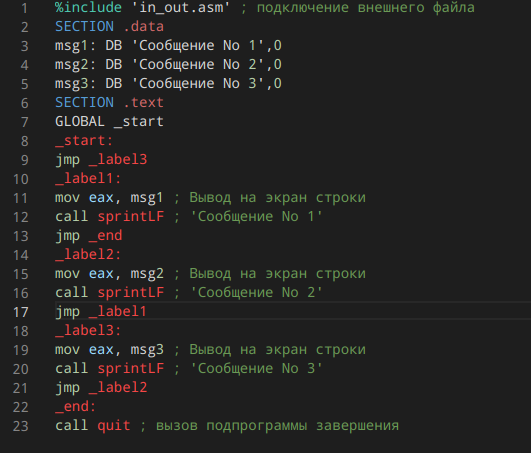 1 %include 'in_out.asm' ; подключение внешнего файла
2 SECTION .data
3 msg1: DB 'Сообщение No 1',0
4 msg2: DB 'Сообщение No 2',0
5 msg3: DB 'Сообщение No 3',0
6 SECTION .text
7 GLOBAL _start
8 _start:
9 jmp _label3
10 _label1:
11 mov eax, msg1 ; Вывод на экран строки
12 call sprintLF ; 'Сообщение No 1'
13 jmp _end
14 _label2:
15 mov eax, msg2 ; Вывод на экран строки
16 call sprintLF ; 'Сообщение No 2'
17 jmp _label1
18 _label3:
19 mov eax, msg3 ; Вывод на экран строки
20 call sprintLF ; 'Сообщение No 3'
21 jmp _label2
22 _end:
23 call quit ; вызов подпрограммы завершения